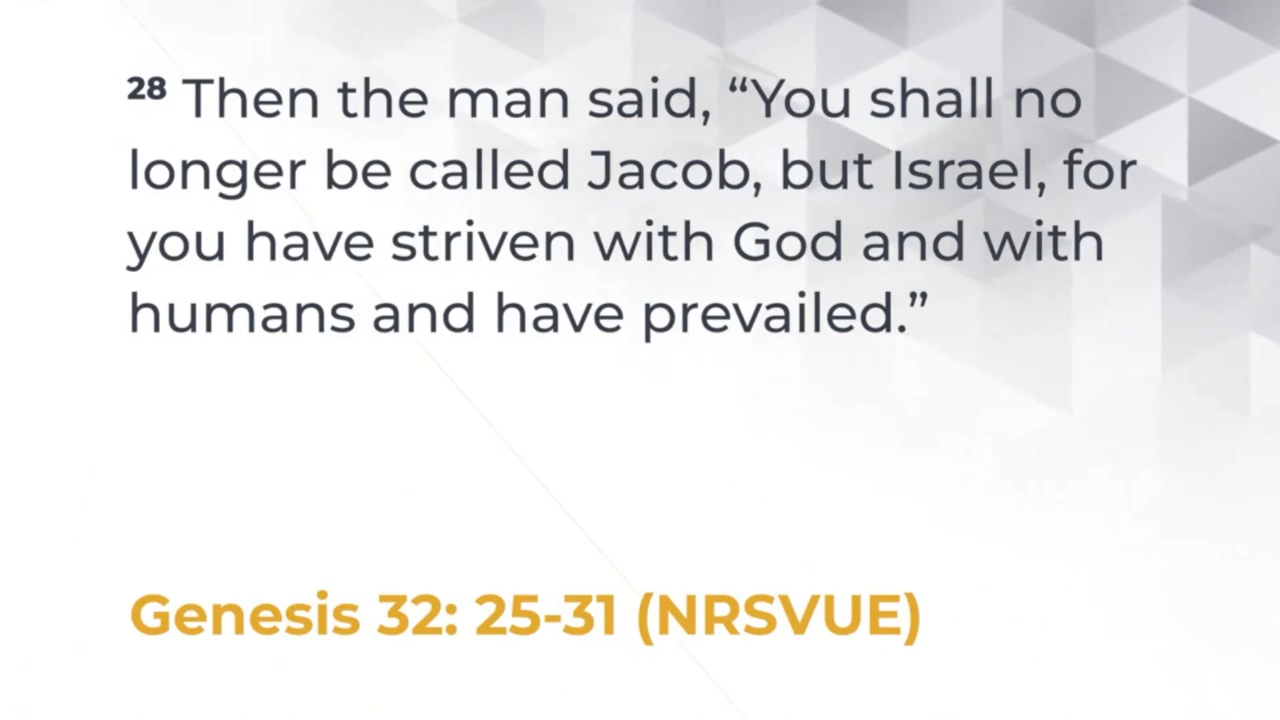 28 Then the man said, “You shall no
longer be called Jacob, but Israel, for
you have striven with God and with
humans and have prevailed.”
Genesis 32: 25-31 (NRSVUE)